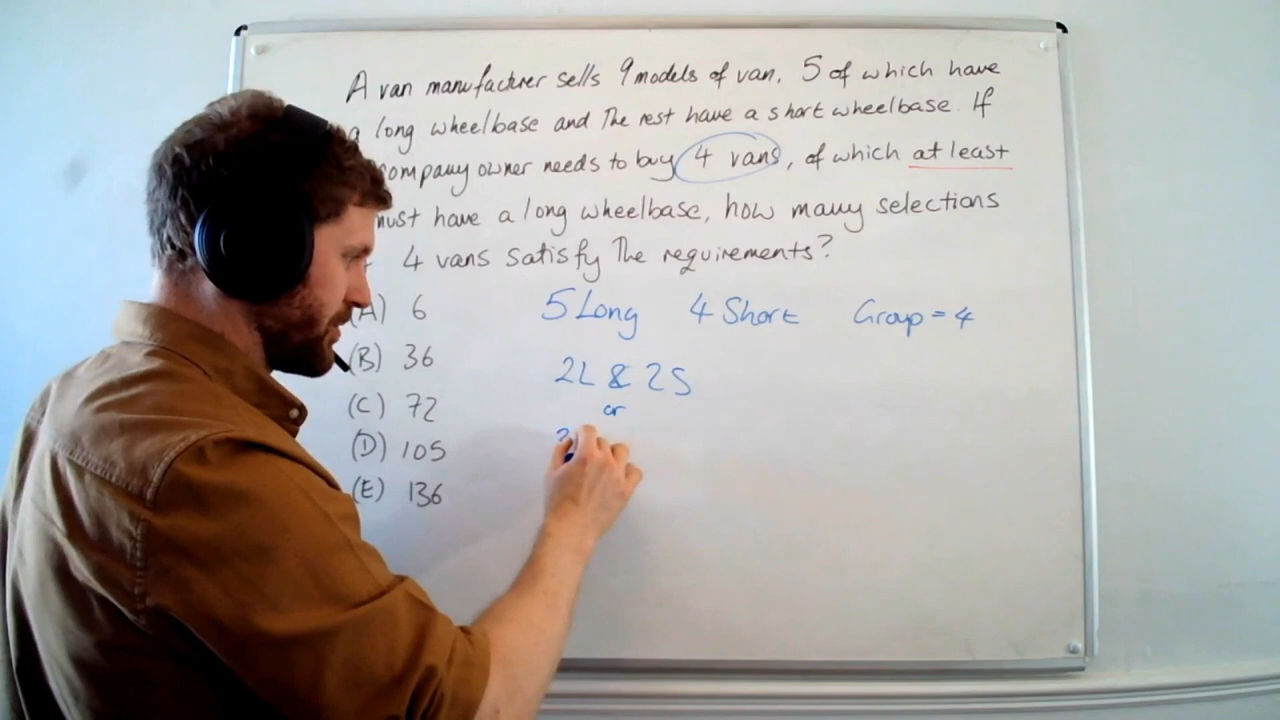 A van manufacturer sells 9 models of van, 5 of which have
a long wheelbase and the rest have a short wheelbase. If
company owner needs to buy 4 vans, of which at least
must have a long wheelbase, how many selections
4 vans satisfy the requirements?
(A) 6
(B) 36
(C) 72
(D) 105
(E) 136
5 Long 4 Short Group = 4
2L & 2S
or